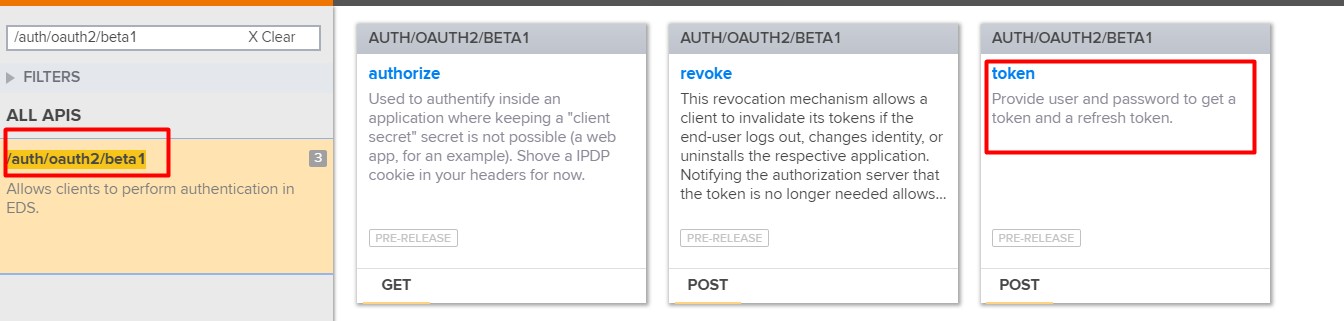 /auth/oauth2/beta1 X Clear
FILTERS
ALL APIS
/auth/oauth2/beta1 3
Allows clients to perform authentication in
EDS.
AUTH/OAUTH2/BETA1
authorize
Used to authentify inside an
application where keeping a "client
secret" secret is not possible (a web
app, for an example). Shove a IPDP
cookie in your headers for now.
PRE-RELEASE
GET
AUTH/OAUTH2/BETA1
revoke
This revocation mechanism allows a
client to invalidate its tokens if the
end-user logs out, changes identity, or
uninstalls the respective application.
Notifying the authorization server that
the token is no longer needed allows...
PRE-RELEASE
POST
AUTH/OAUTH2/BETA1
token
Provide user and password to get a
token and a refresh token.
PRE-RELEASE
POST